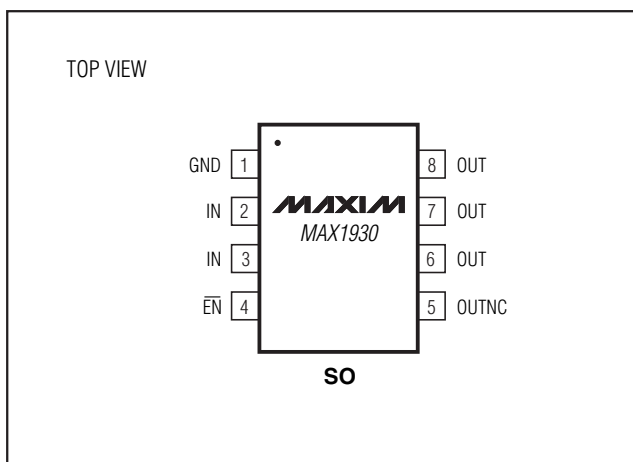 TOP VIEW
GND 1 8 OUT
IN 2 MAXIM 7 OUT
MAX1930
IN 3 6 OUT
E̅N̅ 4 5 OUTNC
SO